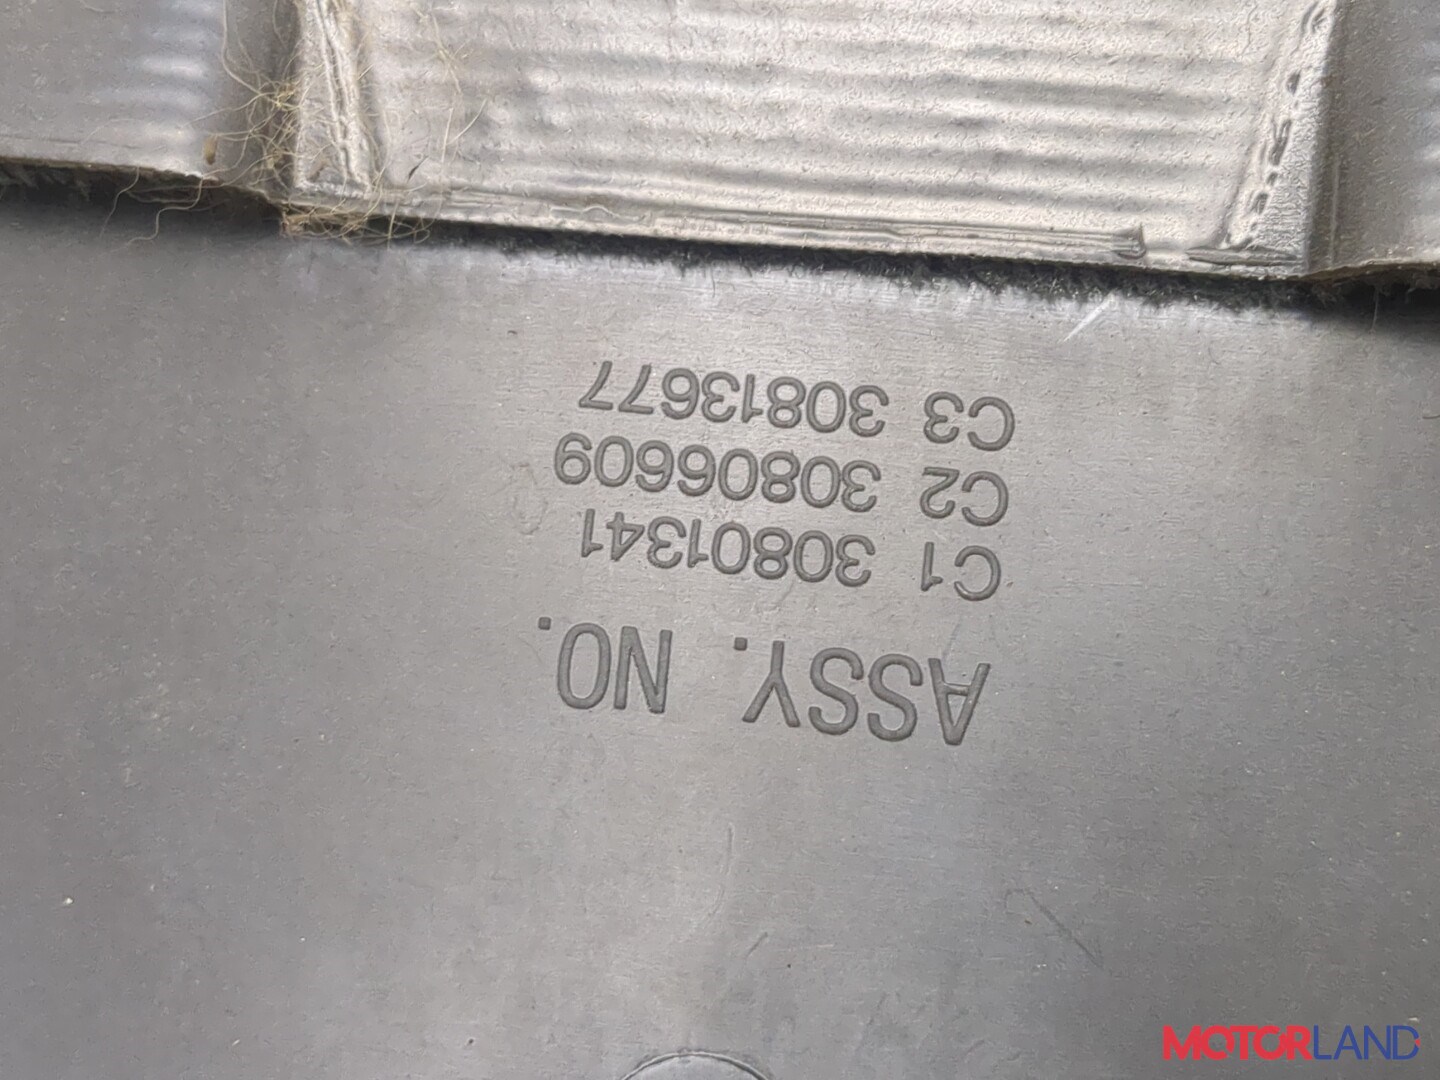 ASSY. NO.
C1 30801341
C2 30806609
C3 30813677
MOTORLAND